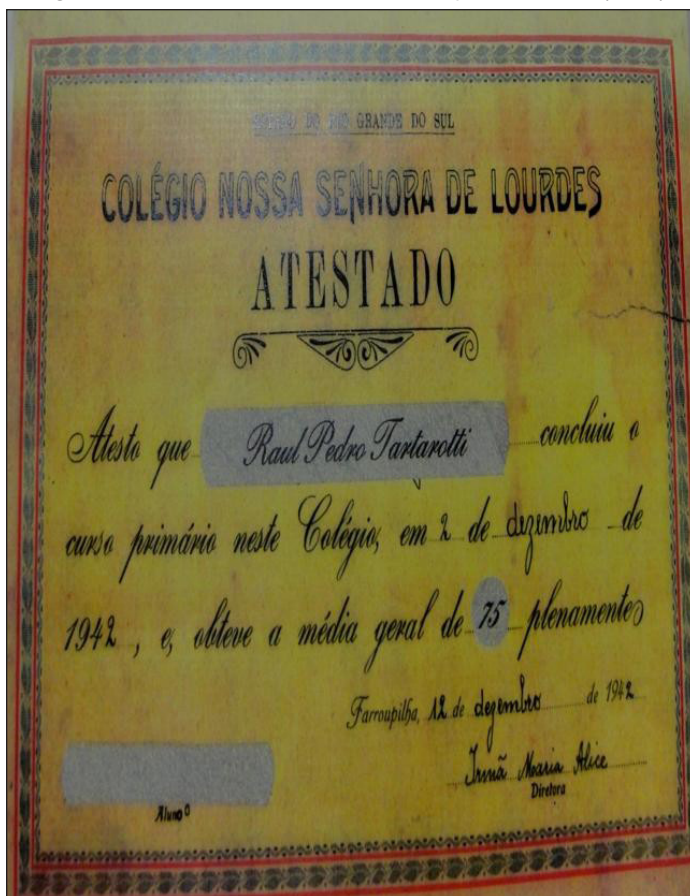 ESTADO DO RIO GRANDE DO SUL
COLÉGIO NOSSA SENHORA DE LOURDES
ATESTADO
Atesto que Raul Pedro Tartarotti concluiu o
curso primário neste Colégio, em 2 de dezembro de
1942, e, obteve a média geral de 75 plenamente
Farroupilha, 12 de dezembro de 1942
Irmã Maria Alice
Diretora
Aluno